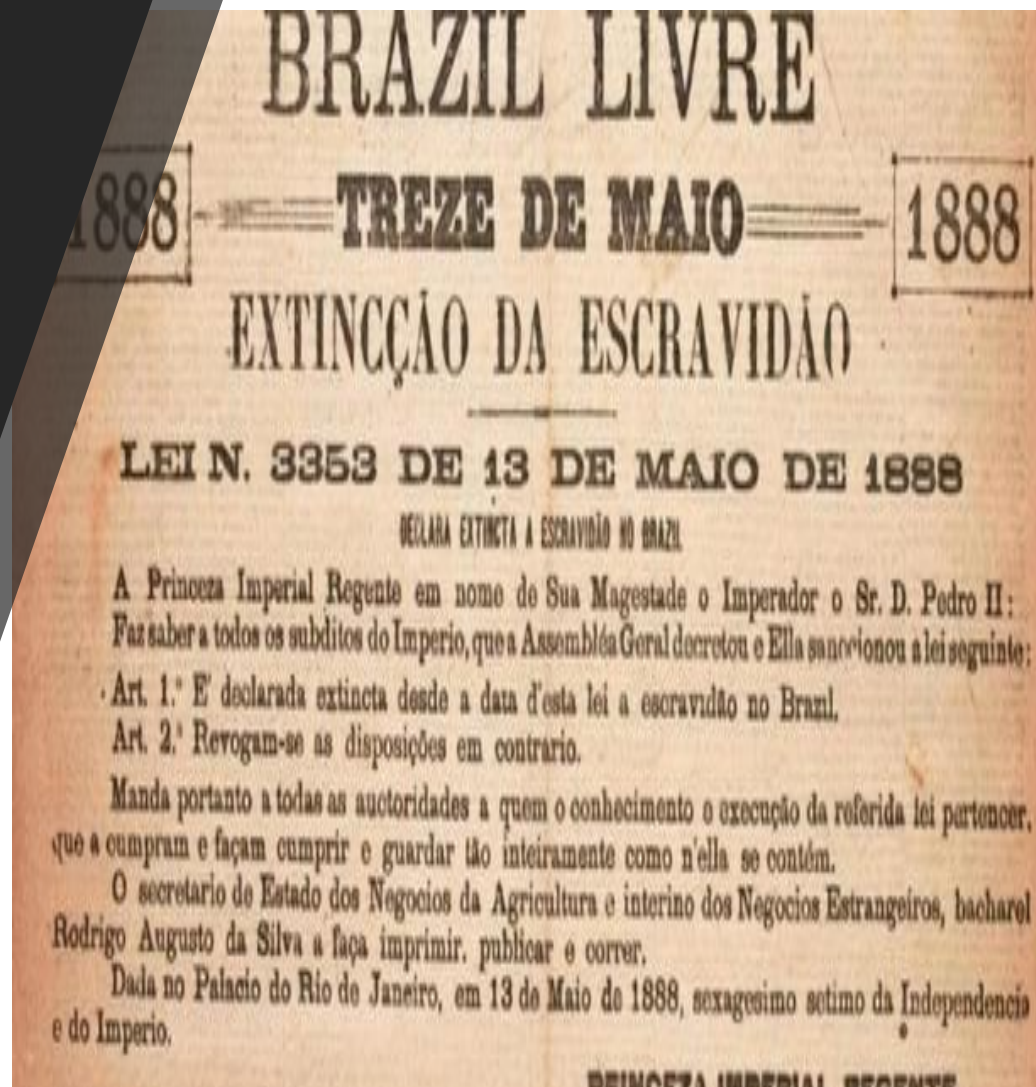 BRAZIL LIVRE
1888 TREZE DE MAIO 1888
EXTINCÇÃO DA ESCRAVIDÃO
LEI N. 3353 DE 13 DE MAIO DE 1888
DECLARA EXTINCTA A ESCRAVIDÃO NO BRAZIL
A Princeza Imperial Regente em nome de Sua Magestade o Imperador o Sr. D. Pedro II:
Faz saber a todos os subditos do Imperio, que a Assembléa Geral decretou e Ella sanccionou a lei seguinte:
Art. 1.º E' declarada extincta desde a data d'esta lei a escravidão no Brazil.
Art. 2.º Revogam-se as disposições em contrario.
Manda portanto a todas as auctoridades a quem o conhecimento e execução da referida lei pertencer,
que a cumpram e façam cumprir e guardar tão inteiramente como n'ella se contém.
O secretario de Estado dos Negocios da Agricultura e interino dos Negocios Estrangeiros, bacharel
Rodrigo Augusto da Silva a faça imprimir, publicar e correr.
Dada no Palacio do Rio de Janeiro, em 13 de Maio de 1888, sexagesimo setimo da Independencia
e do Imperio.
PRINCEZA IMPERIAL REGENTE